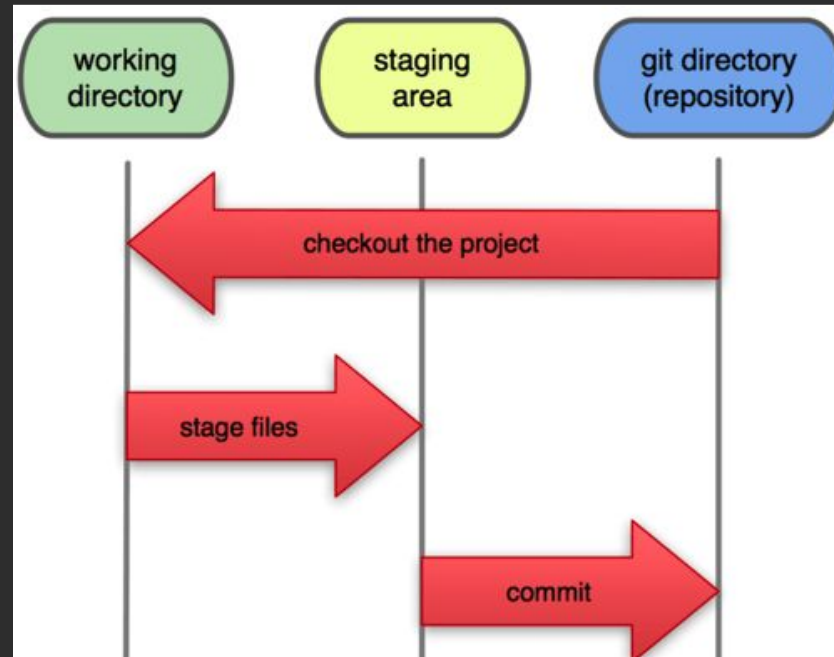 working
directory
staging
area
git directory
(repository)
checkout the project
stage files
commit